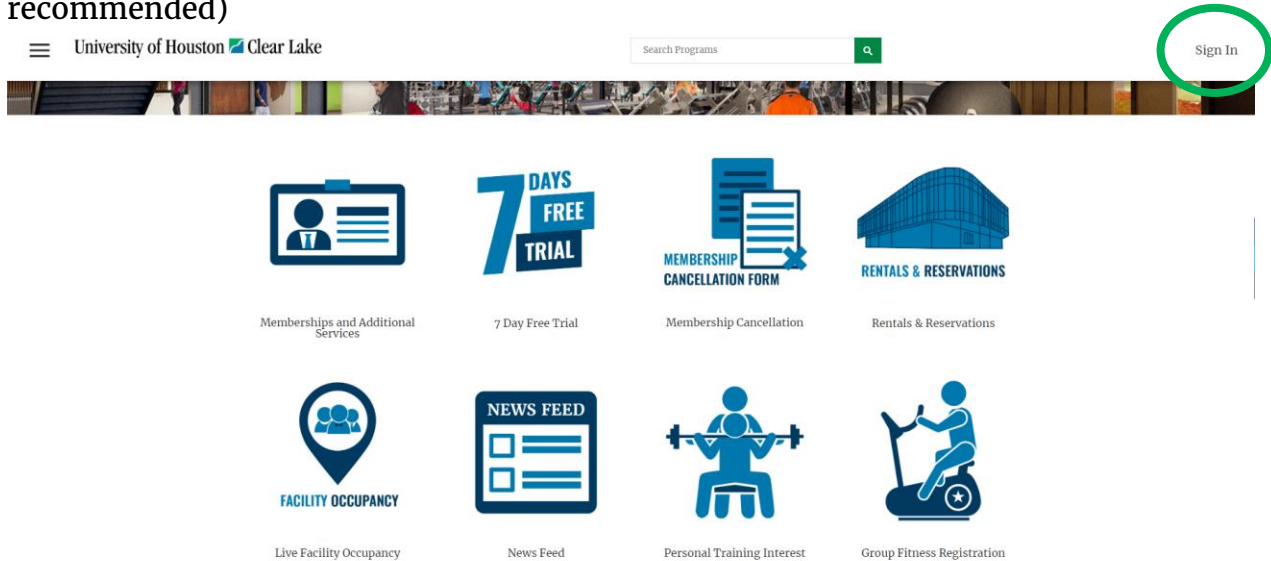 recommended)
University of Houston Clear Lake
Search Programs
Sign In
7 DAYS
FREE
TRIAL
MEMBERSHIP
CANCELLATION FORM
RENTALS & RESERVATIONS
Memberships and Additional
Services
7 Day Free Trial
Membership Cancellation
Rentals & Reservations
FACILITY OCCUPANCY
NEWS FEED
Live Facility Occupancy
News Feed
Personal Training Interest
Group Fitness Registration